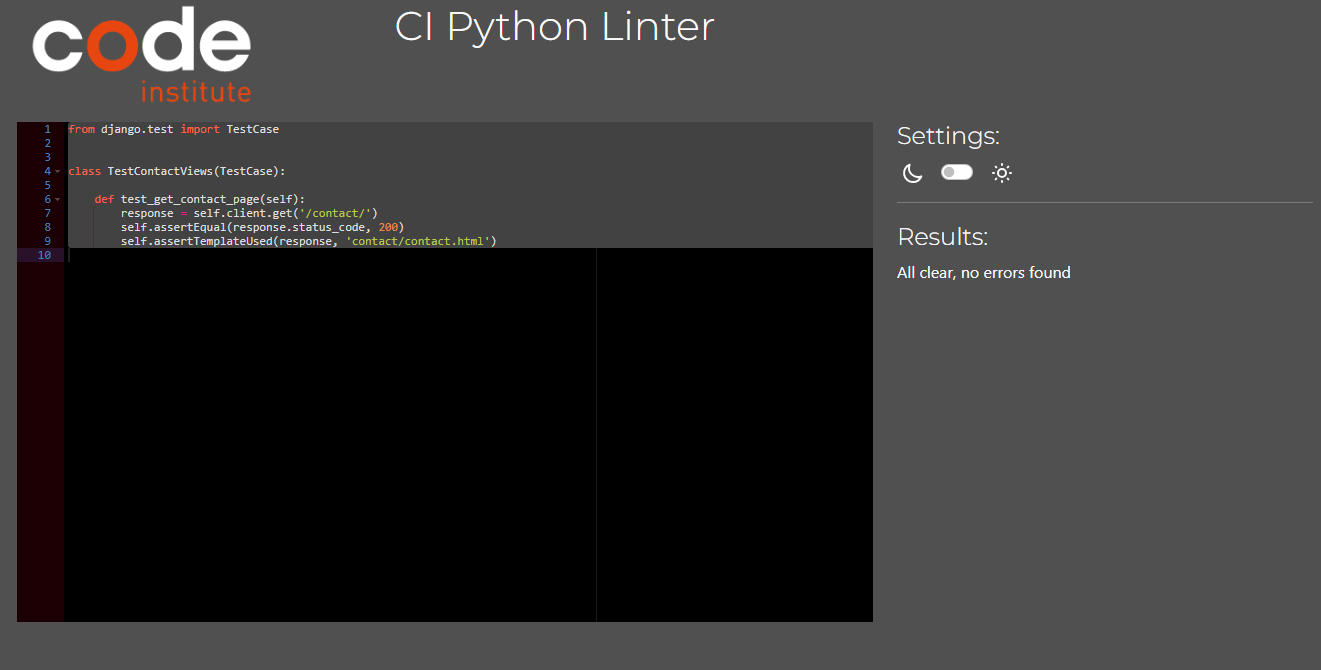 code
institute
CI Python Linter
1 from django.test import TestCase
2
3
4 class TestContactViews(TestCase):
5
6     def test_get_contact_page(self):
7         response = self.client.get('/contact/')
8         self.assertEqual(response.status_code, 200)
9         self.assertTemplateUsed(response, 'contact/contact.html')
10
Settings:
Results:
All clear, no errors found